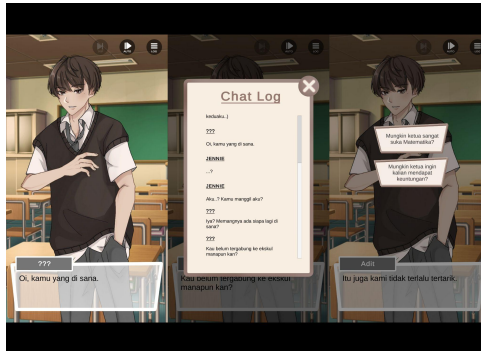 ???
Oi, kamu yang di sana.
Chat Log
keduaku..)
???
Oi, kamu yang di sana.
JENNIE
...?
JENNIE
Aku..? Kamu manggil aku?
???
Iya? Memangnya ada siapa lagi di
sana?
???
Kau belum tergabung ke ekskul
manapun kan?
Kau belum tergabung ke ekskul
manapun kan?
Mungkin ketua sangat
suka Matematika?
Mungkin ketua ingin
kalian mendapat
keuntungan?
Adit
Itu juga kami tidak terlalu tertarik.